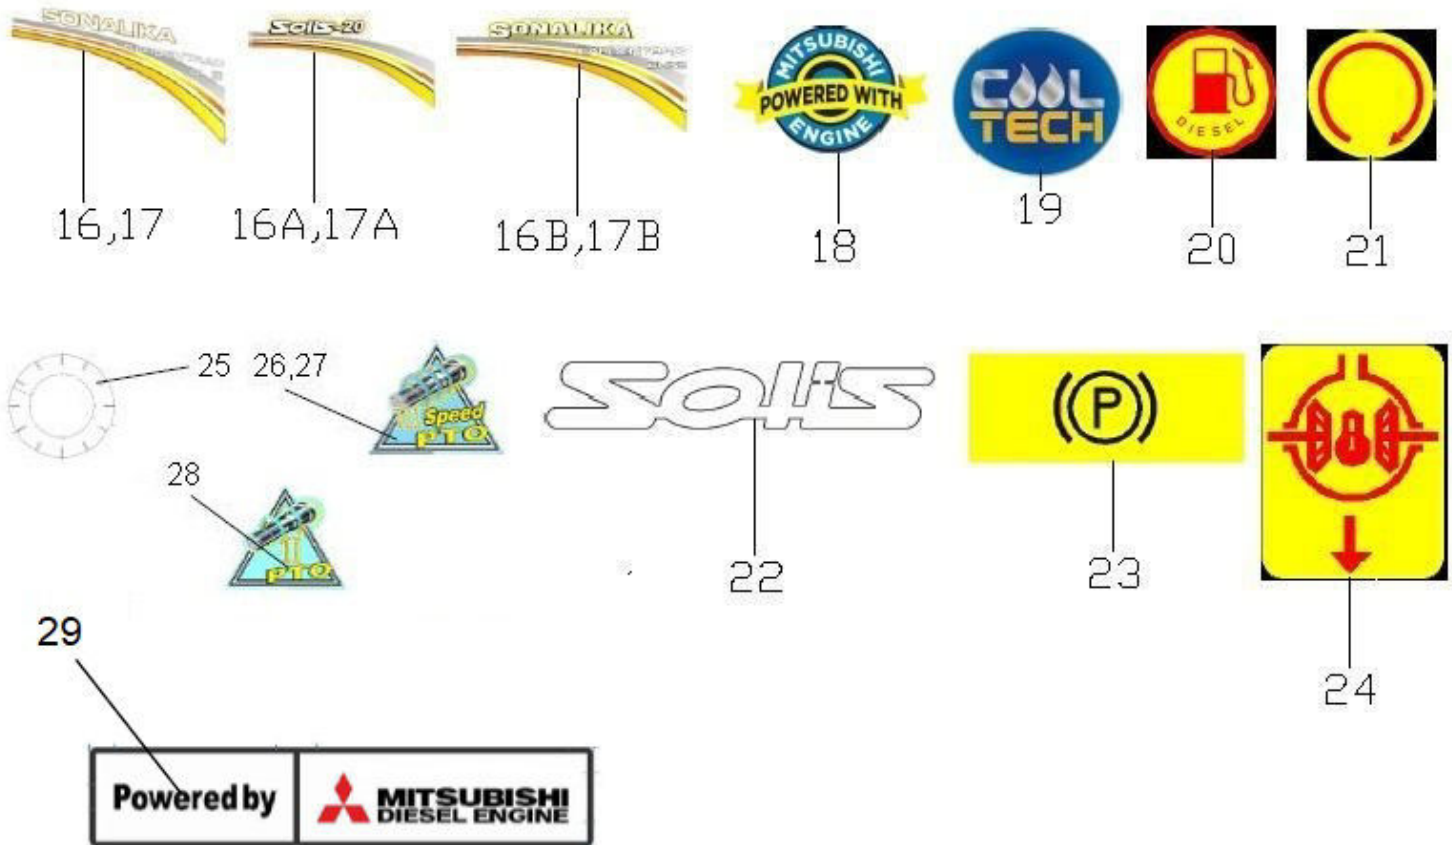 SONALIKA
Solis-20
SONALIKA
MITSUBISHI
POWERED WITH
ENGINE
COOL
TECH
DIESEL
16,17
16A,17A
16B,17B
18
19
20
21
25
26,27
Speed
PTO
Solis
P
28
PTO
22
23
24
29
Powered by
MITSUBISHI
DIESEL ENGINE